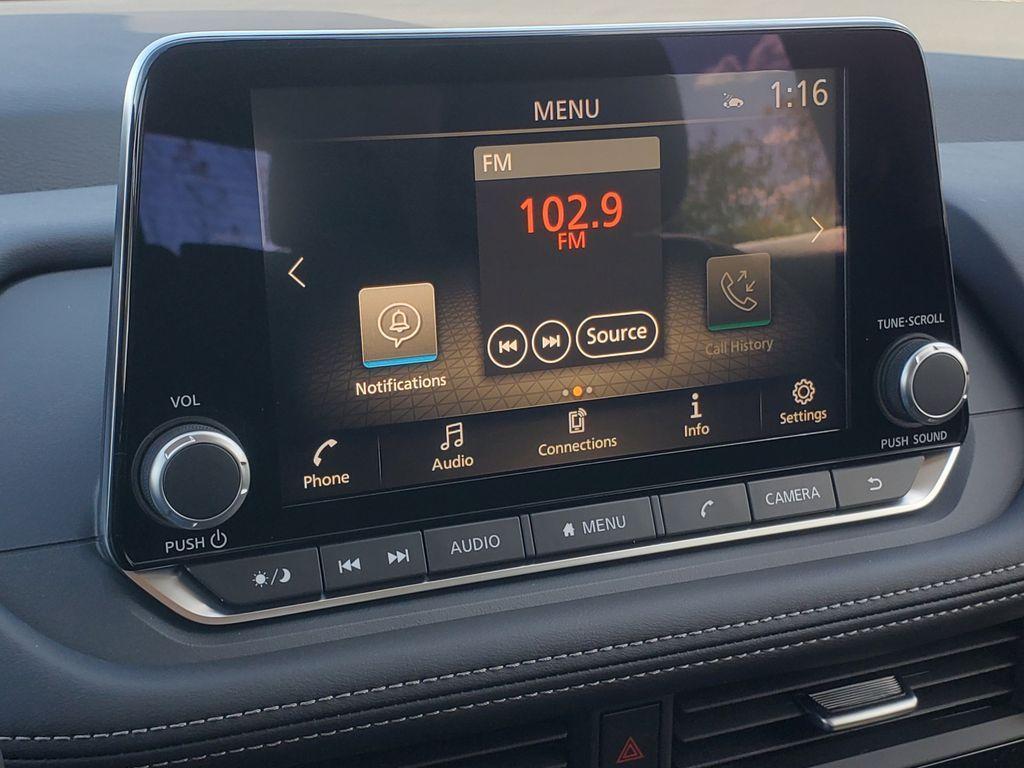 MENU
1:16
FM
102.9
FM
Source
Notifications
Call History
Phone
Audio
Connections
Info
Settings
VOL
PUSH
TUNE·SCROLL
PUSH SOUND
AUDIO
MENU
CAMERA